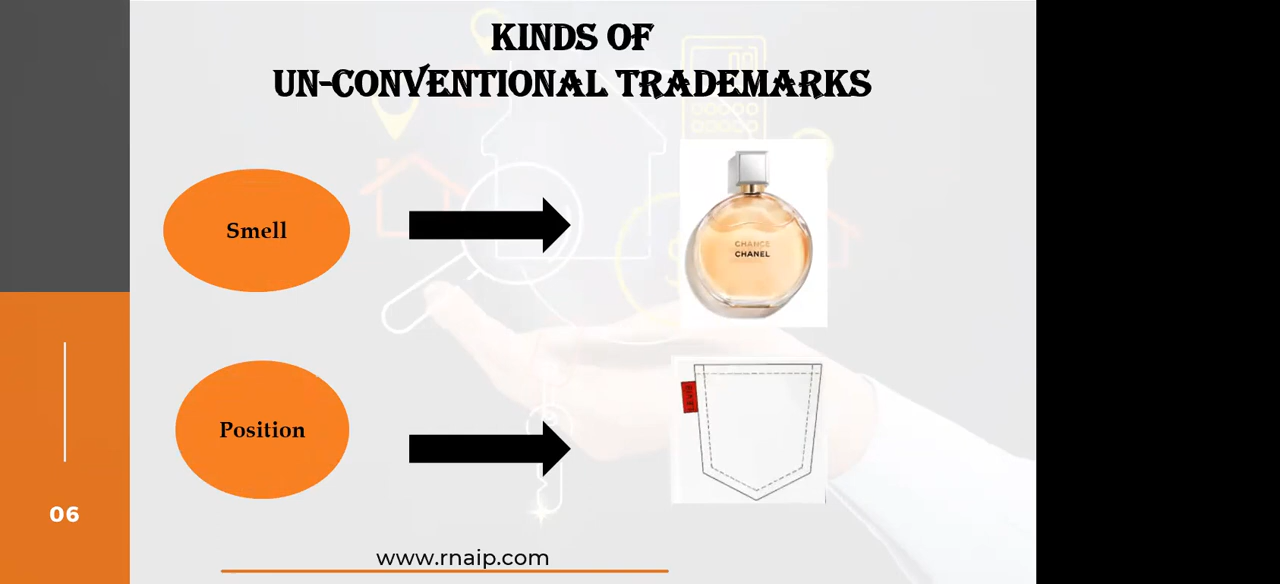 KINDS OF
UN-CONVENTIONAL TRADEMARKS
Smell
CHANCE
CHANEL
Position
06
www.rnaip.com